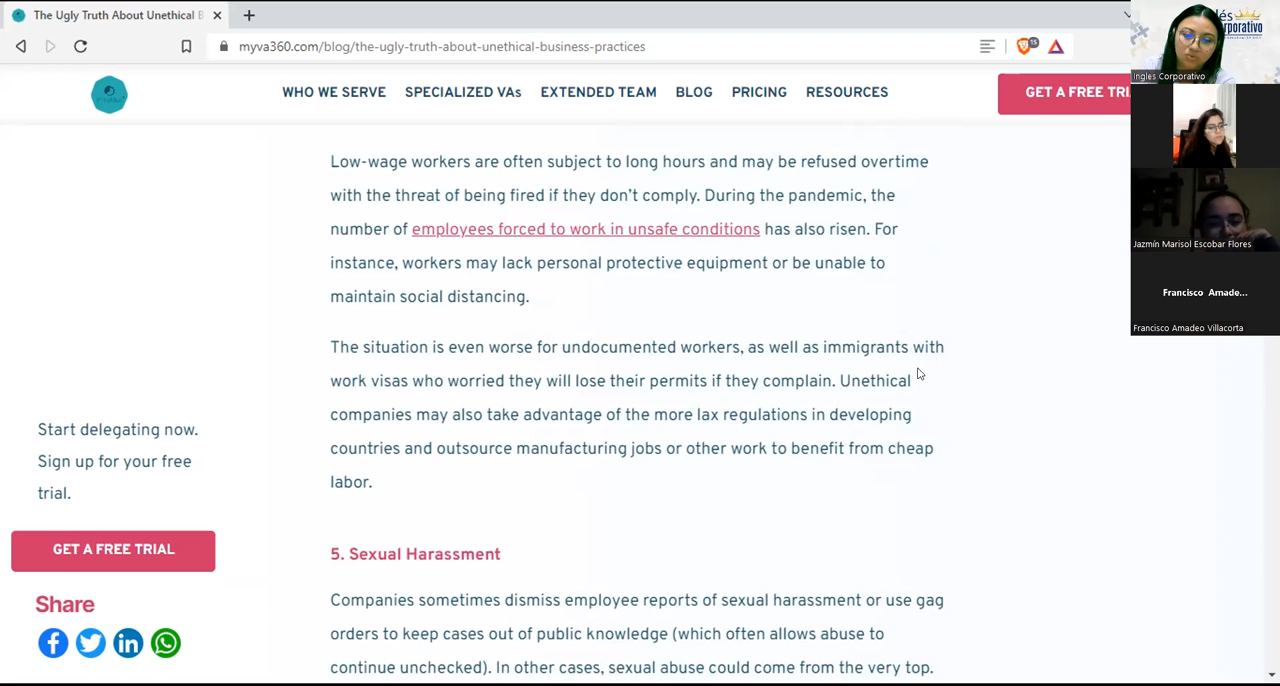 The Ugly Truth About Unethical B
myva360.com/blog/the-ugly-truth-about-unethical-business-practices
15
WHO WE SERVE SPECIALIZED VAs EXTENDED TEAM BLOG PRICING RESOURCES
GET A FREE TRI
Low-wage workers are often subject to long hours and may be refused overtime
with the threat of being fired if they don't comply. During the pandemic, the
number of employees forced to work in unsafe conditions has also risen. For
instance, workers may lack personal protective equipment or be unable to
maintain social distancing.
The situation is even worse for undocumented workers, as well as immigrants with
work visas who worried they will lose their permits if they complain. Unethical
companies may also take advantage of the more lax regulations in developing
countries and outsource manufacturing jobs or other work to benefit from cheap
labor.
5. Sexual Harassment
Companies sometimes dismiss employee reports of sexual harassment or use gag
orders to keep cases out of public knowledge (which often allows abuse to
continue unchecked). In other cases, sexual abuse could come from the very top.
Start delegating now.
Sign up for your free
trial.
GET A FREE TRIAL
Share
lés
rporativo
Ingles Corporativo
Jazmín Marisol Escobar Flores
Francisco Amade...
Francisco Amadeo Villacorta